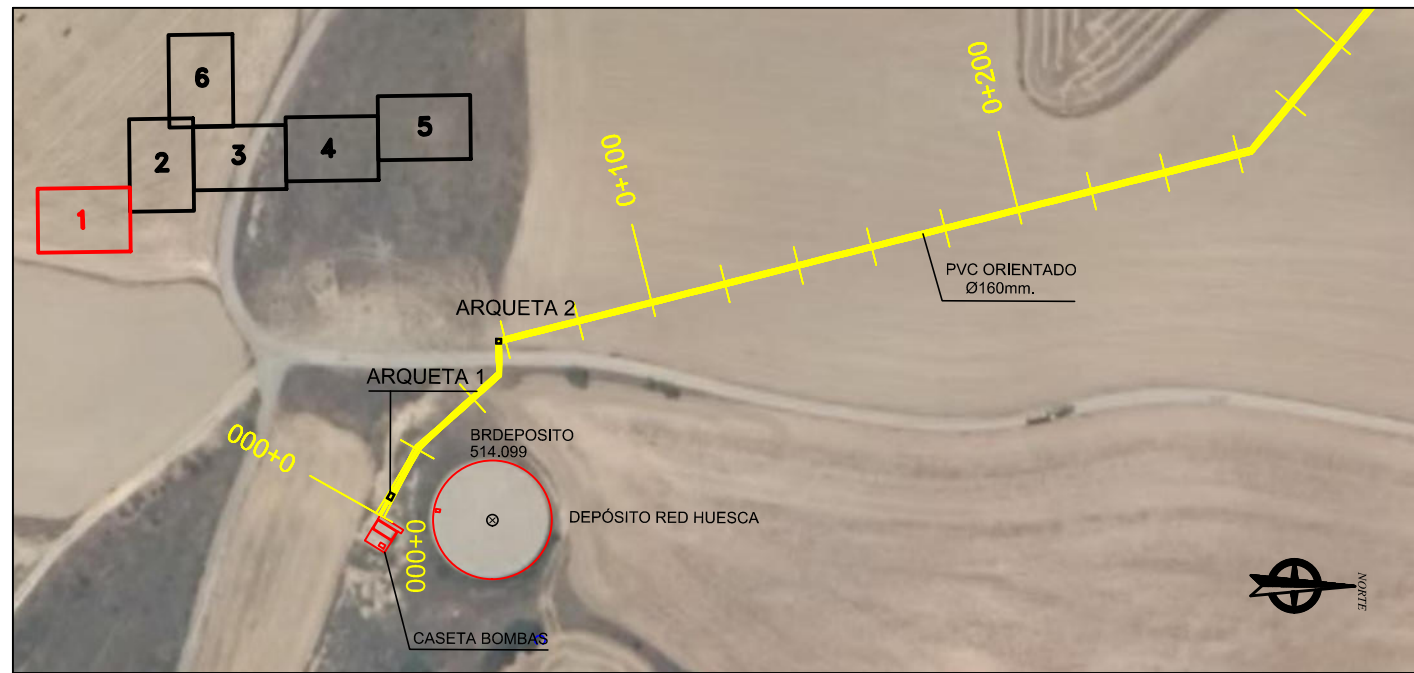 6
5
4
3
2
1
0+200
0+100
PVC ORIENTADO
Ø160mm.
ARQUETA 2
ARQUETA 1
0+000
BRDEPOSITO
514.099
DEPÓSITO RED HUESCA
0+000
CASETA BOMBAS
NORTE